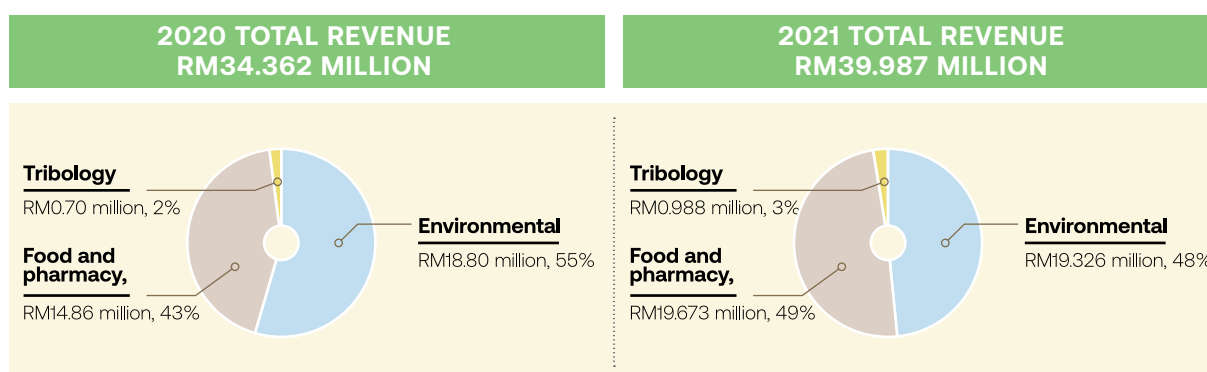 2020 TOTAL REVENUE
RM34.362 MILLION
Tribology
RM0.70 million, 2%
Food and
pharmacy,
RM14.86 million, 43%
Environmental
RM18.80 million, 55%
2021 TOTAL REVENUE
RM39.987 MILLION
Tribology
RM0.988 million, 3%
Food and
pharmacy,
RM19.673 million, 49%
Environmental
RM19.326 million, 48%